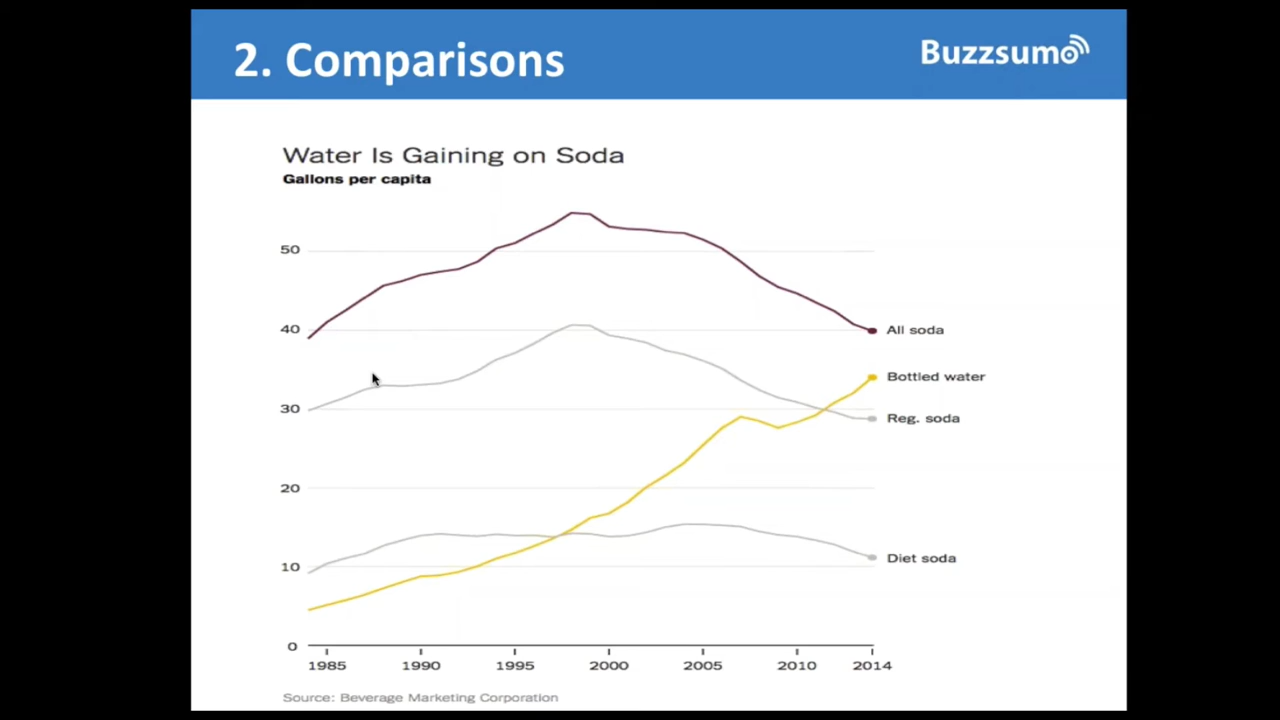 2. Comparisons
Buzzsumo
Water Is Gaining on Soda
Gallons per capita
50
40
30
20
10
0
All soda
Bottled water
Reg. soda
Diet soda
1985 1990 1995 2000 2005 2010 2014
Source: Beverage Marketing Corporation